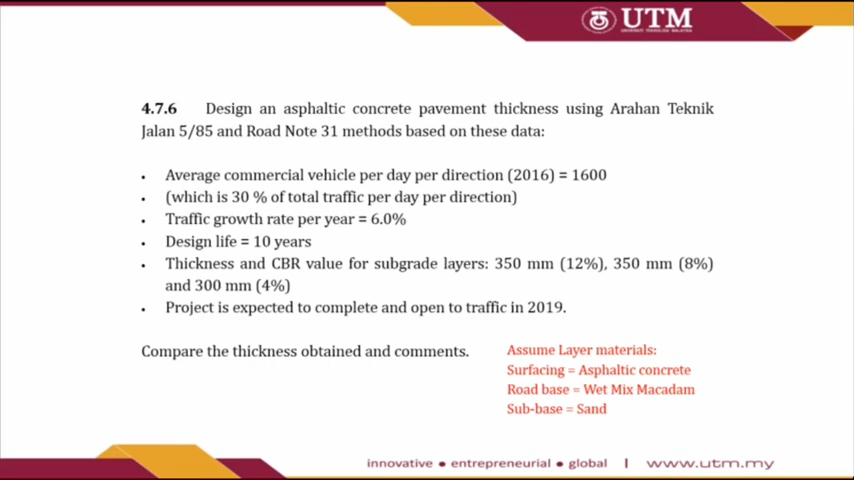 UTM
UNIVERSITI TEKNOLOGI MALAYSIA
4.7.6 Design an asphaltic concrete pavement thickness using Arahan Teknik
Jalan 5/85 and Road Note 31 methods based on these data:
• Average commercial vehicle per day per direction (2016) = 1600
• (which is 30 % of total traffic per day per direction)
• Traffic growth rate per year = 6.0%
• Design life = 10 years
• Thickness and CBR value for subgrade layers: 350 mm (12%), 350 mm (8%)
and 300 mm (4%)
• Project is expected to complete and open to traffic in 2019.
Compare the thickness obtained and comments.
Assume Layer materials:
Surfacing = Asphaltic concrete
Road base = Wet Mix Macadam
Sub-base = Sand
innovative ● entrepreneurial ● global | www.utm.my